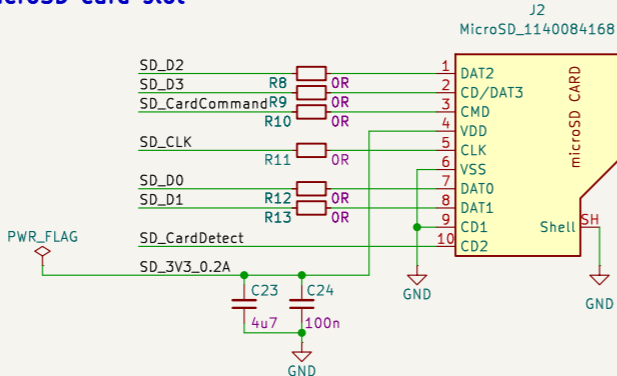 microSD card slot
J2
MicroSD_1140084168
SD_D2 R8 0R 1 DAT2
SD_D3 R9 0R 2 CD/DAT3
SD_CardCommand R10 0R 3 CMD
4 VDD
SD_CLK R11 0R 5 CLK
6 VSS
SD_D0 R12 0R 7 DAT0
SD_D1 R13 0R 8 DAT1
9 CD1
SD_CardDetect 10 CD2
microSD CARD
Shell SH
PWR_FLAG
SD_3V3_0.2A
C23 C24
4u7 100n
GND
GND
GND